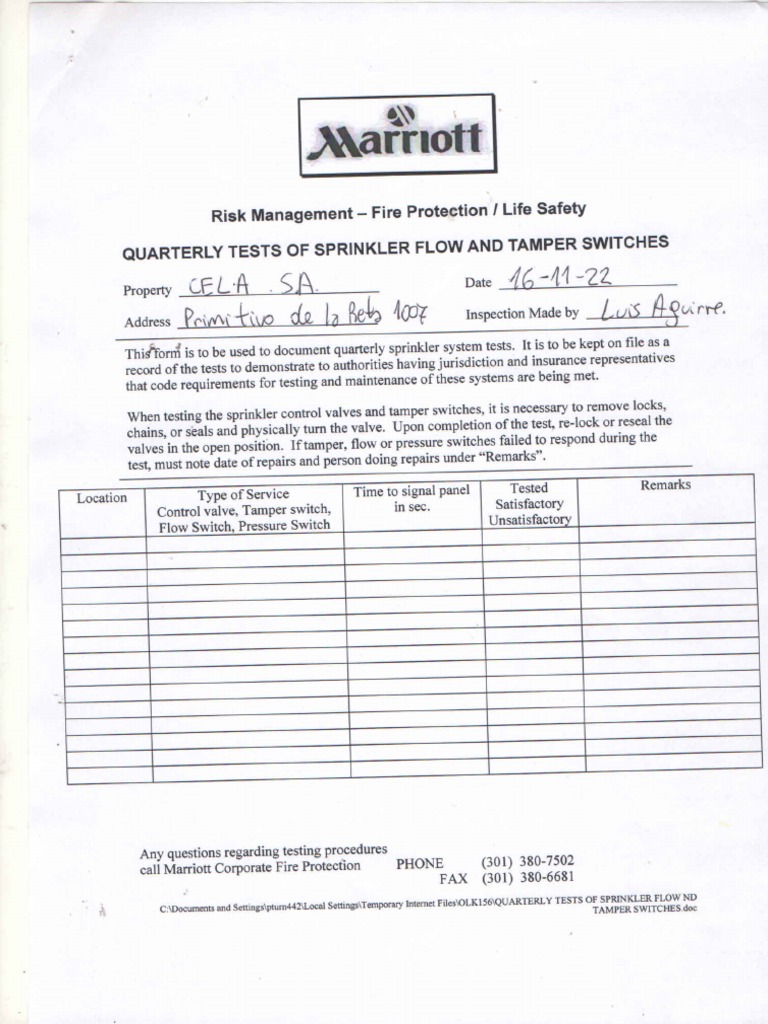 Marriott
Risk Management – Fire Protection / Life Safety
QUARTERLY TESTS OF SPRINKLER FLOW AND TAMPER SWITCHES
Property CELA SA. Date 16-11-22
Address Primitivo de la 1007 Inspection Made by Luis Aguirre.
This form is to be used to document quarterly sprinkler system tests. It is to be kept on file as a
record of the tests to demonstrate to authorities having jurisdiction and insurance representatives
that code requirements for testing and maintenance of these systems are being met.
When testing the sprinkler control valves and tamper switches, it is necessary to remove locks,
chains, or seals and physically turn the valve. Upon completion of the test, re-lock or reseal the
valves in the open position. If tamper, flow or pressure switches failed to respond during the
test, must note date of repairs and person doing repairs under “Remarks”.
Location
Type of Service
Control valve, Tamper switch,
Flow Switch, Pressure Switch
Time to signal panel
in sec.
Tested
Satisfactory
Unsatisfactory
Remarks
Any questions regarding testing procedures
call Marriott Corporate Fire Protection PHONE (301) 380-7502
FAX (301) 380-6681
C:\Documents and Settings\pturn442\Local Settings\Temporary Internet Files\OLK156\QUARTERLY TESTS OF SPRINKLER FLOW ND
TAMPER SWITCHES.doc